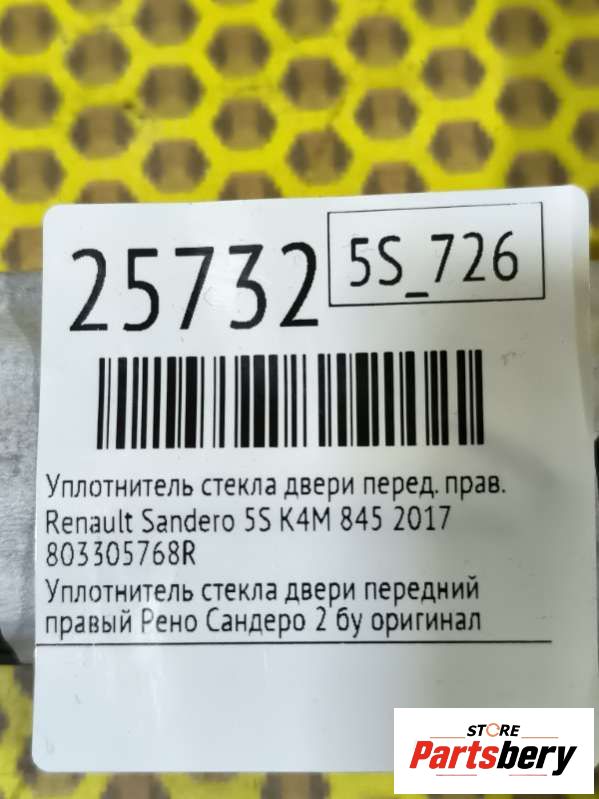 25732
5S_726
Уплотнитель стекла двери перед. прав.
Renault Sandero 5S K4M 845 2017
803305768R
Уплотнитель стекла двери передний
правый Рено Сандеро 2 бу оригинал
STORE
Partsbery